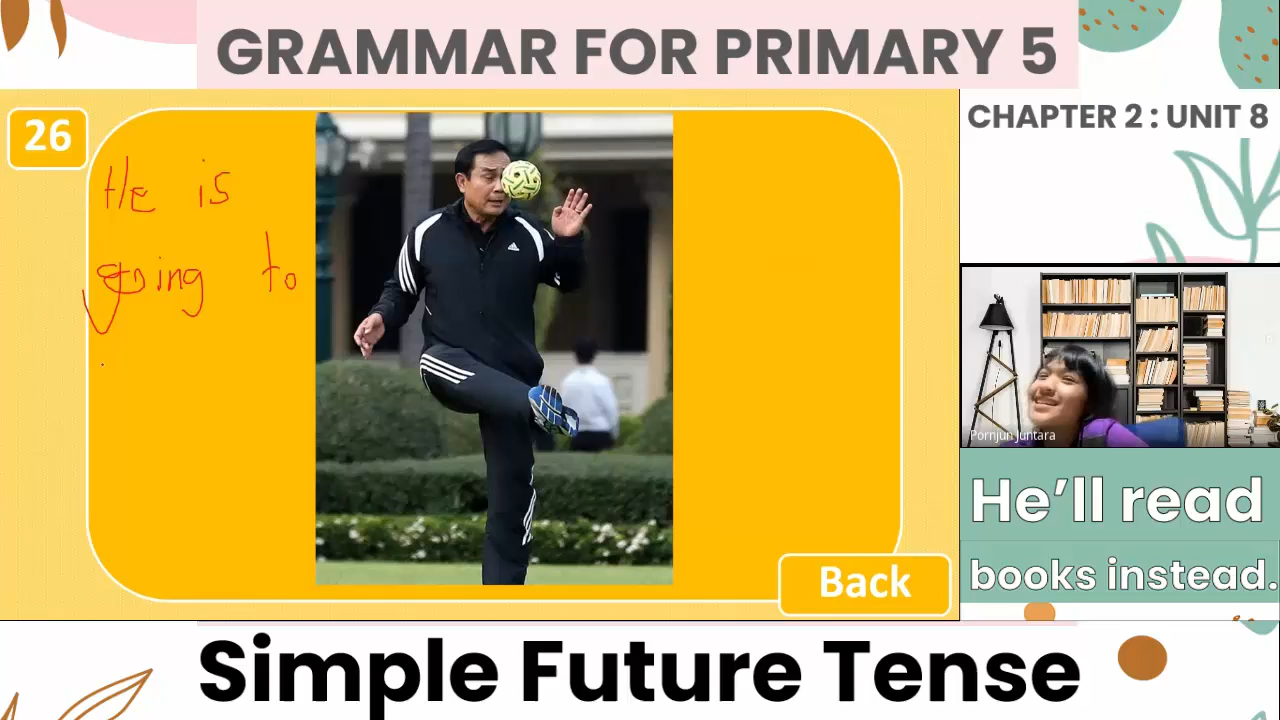 GRAMMAR FOR PRIMARY 5
CHAPTER 2 : UNIT 8
26
He is
going to
Pornjun Juntara
He'll read
books instead.
Back
Simple Future Tense